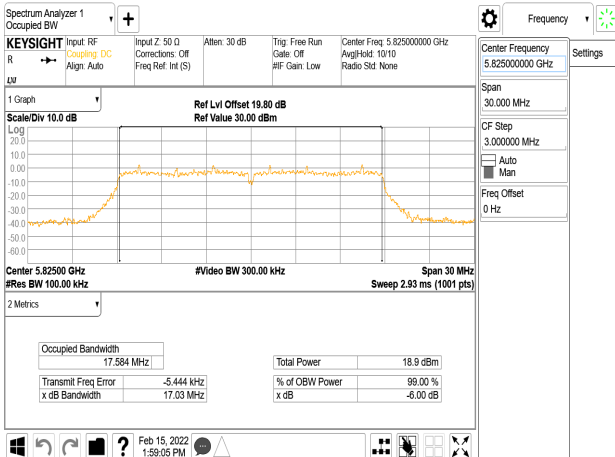 Spectrum Analyzer 1
Occupied BW
+
Frequency
Settings
KEYSIGHT
R
LXI
Input: RF
Coupling: DC
Align: Auto
Input Z: 50 Ω
Corrections: Off
Freq Ref: Int (S)
Atten: 30 dB
Trig: Free Run
Gate: Off
#IF Gain: Low
Center Freq: 5.825000000 GHz
Avg|Hold: 10/10
Radio Std: None
Center Frequency
5.825000000 GHz
Span
30.000 MHz
CF Step
3.000000 MHz
Auto
Man
Freq Offset
0 Hz
1 Graph
Scale/Div 10.0 dB
Ref Lvl Offset 19.80 dB
Ref Value 30.00 dBm
Log
20.0
10.0
0.00
-10.0
-20.0
-30.0
-40.0
-50.0
-60.0
Center 5.82500 GHz
#Video BW 300.00 kHz
Span 30 MHz
#Res BW 100.00 kHz
Sweep 2.93 ms (1001 pts)
2 Metrics
Occupied Bandwidth
17.584 MHz
Total Power 18.9 dBm
Transmit Freq Error -5.444 kHz
% of OBW Power 99.00 %
x dB Bandwidth 17.03 MHz
x dB -6.00 dB
?
Feb 15, 2022
1:59:05 PM